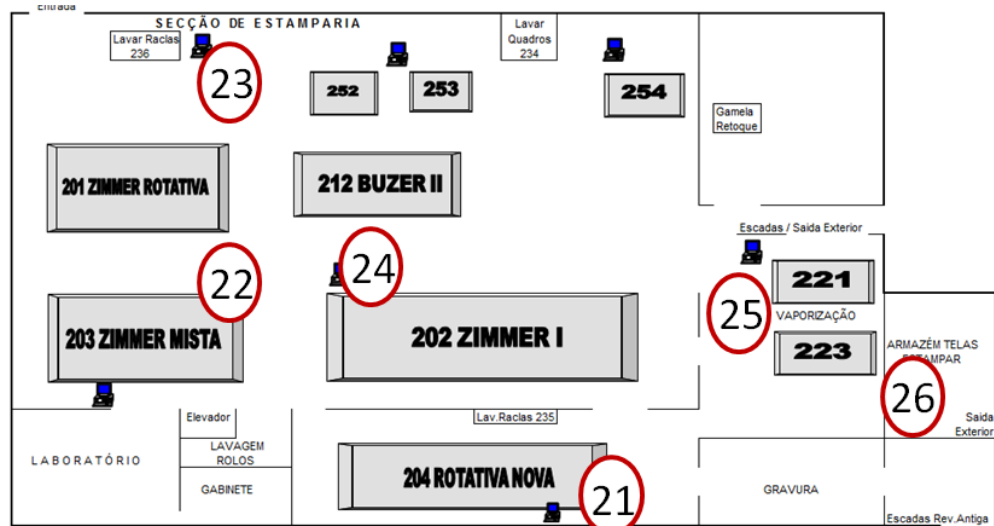 Entrada
SECÇÃO DE ESTAMPARIA
Lavar Raclas
236
Lavar
Quadros
234
23
252
253
254
Gamela
Retoque
201 ZIMMER ROTATIVA
212 BUZER II
Escadas / Saida Exterior
22
24
25
221
VAPORIZAÇÃO
223
203 ZIMMER MISTA
202 ZIMMER I
ARMAZÉM TELAS
ESTAMPAR
26
Saida
Exterior
Elevador
Lav.Raclas 235
LABORATÓRIO
LAVAGEM
ROLOS
GABINETE
204 ROTATIVA NOVA
21
GRAVURA
Escadas Rev.Antiga